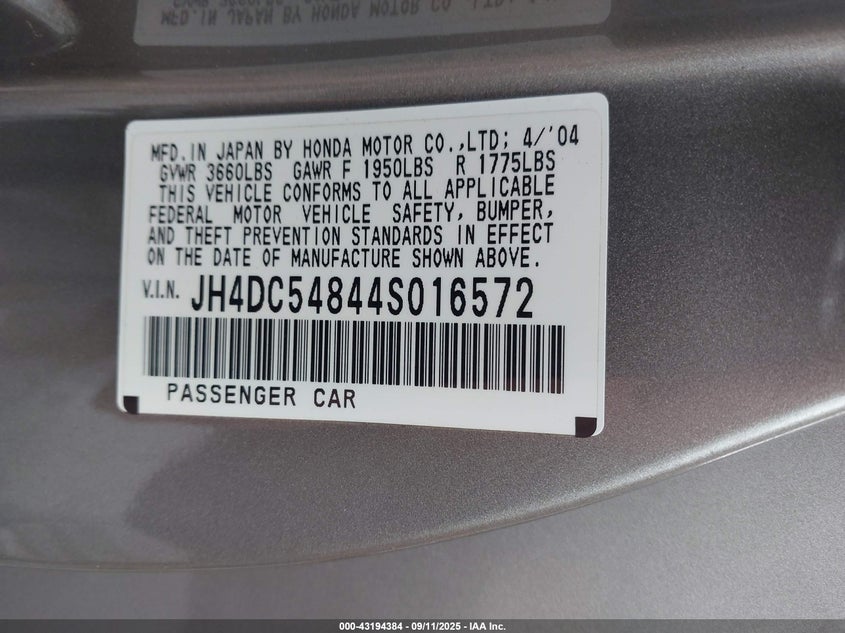 MFD.IN JAPAN BY HONDA MOTOR CO.,LTD; 4/'04
GVWR 3660LBS GAWR F 1950LBS R 1775LBS
THIS VEHICLE CONFORMS TO ALL APPLICABLE
FEDERAL MOTOR VEHICLE SAFETY, BUMPER,
AND THEFT PREVENTION STANDARDS IN EFFECT
ON THE DATE OF MANUFACTURE SHOWN ABOVE.
V.I.N. JH4DC54844S016572
PASSENGER CAR
000-43194384 - 09/11/2025 - IAA Inc.